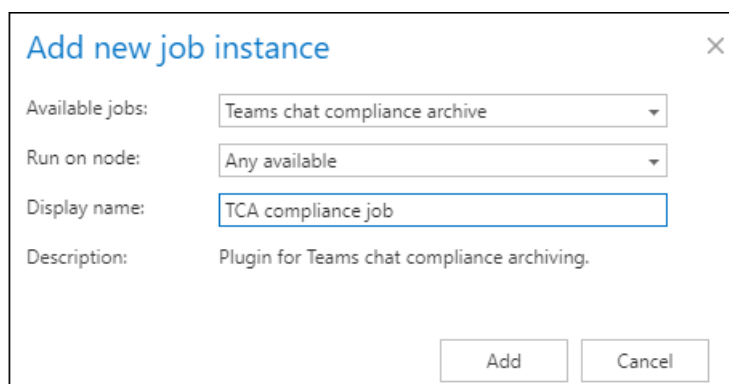 Add new job instance
Available jobs: Teams chat compliance archive
Run on node: Any available
Display name: TCA compliance job
Description: Plugin for Teams chat compliance archiving.
Add Cancel